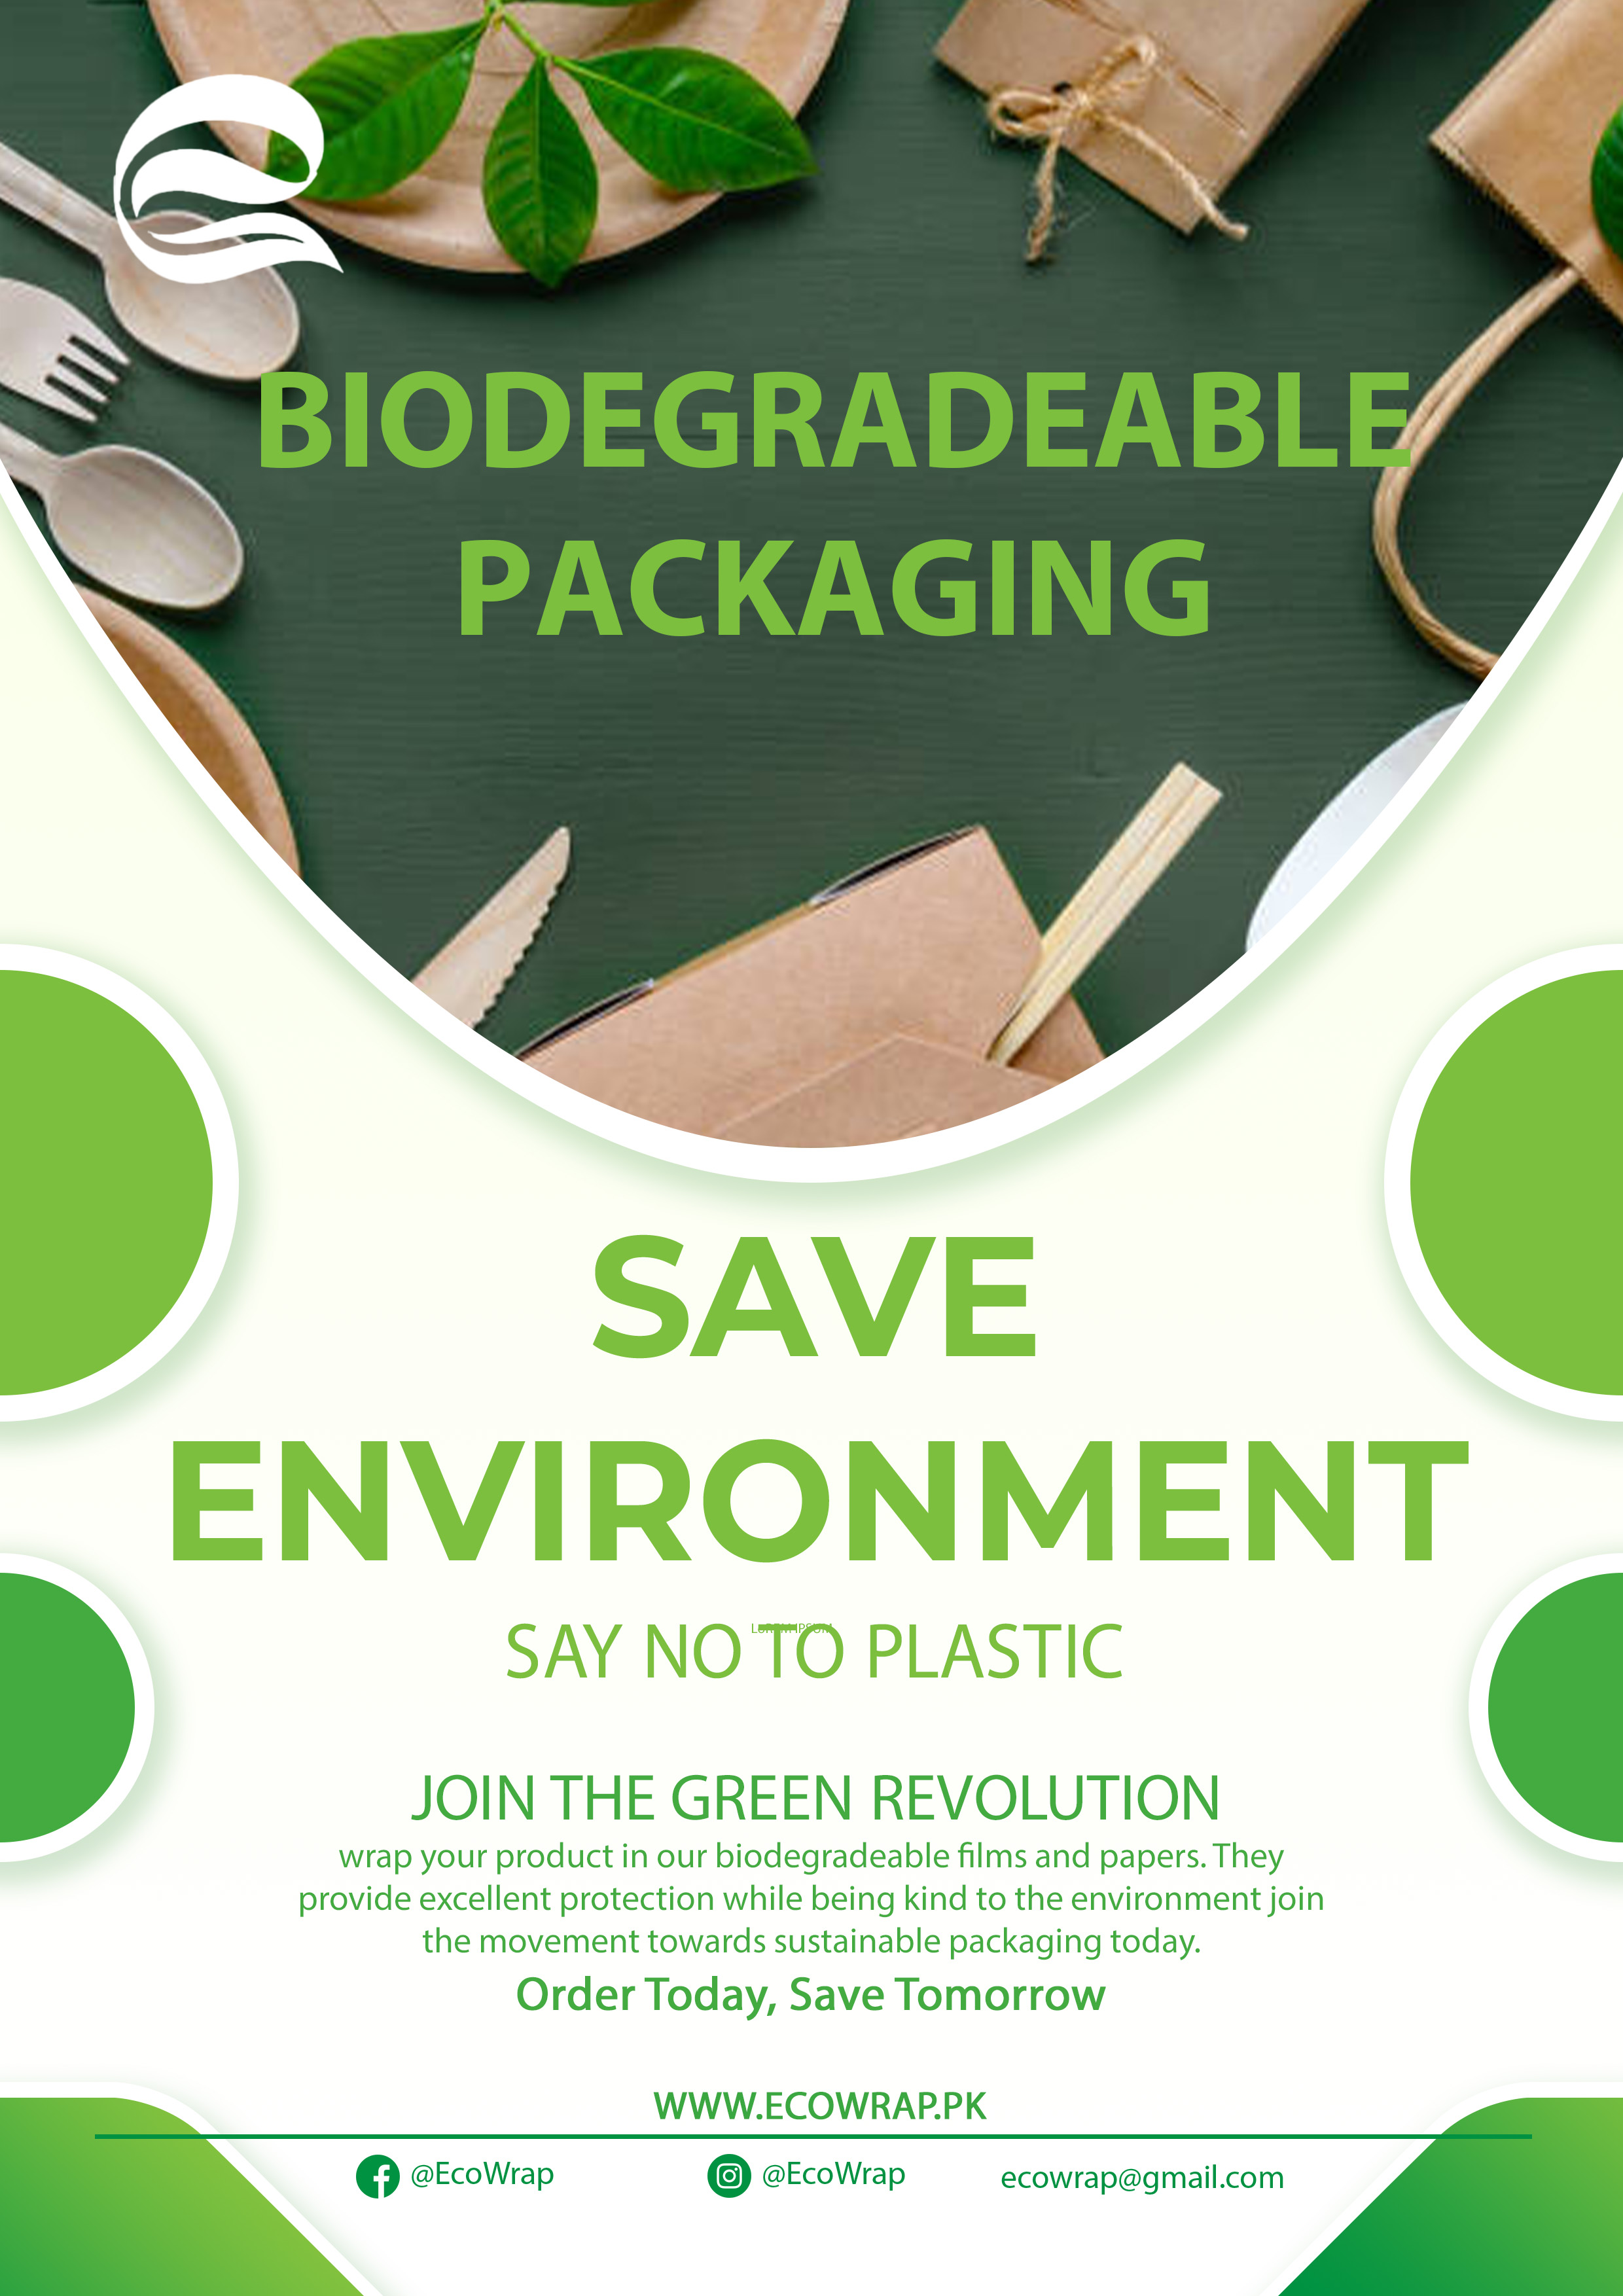 BIODEGRADEABLE
PACKAGING
SAVE
ENVIRONMENT
LOREM IPSUM
SAY NO TO PLASTIC
JOIN THE GREEN REVOLUTION
wrap your product in our biodegradeable films and papers. They
provide excellent protection while being kind to the environment join
the movement towards sustainable packaging today.
Order Today, Save Tomorrow
WWW.ECOWRAP.PK
@EcoWrap @EcoWrap ecowrap@gmail.com